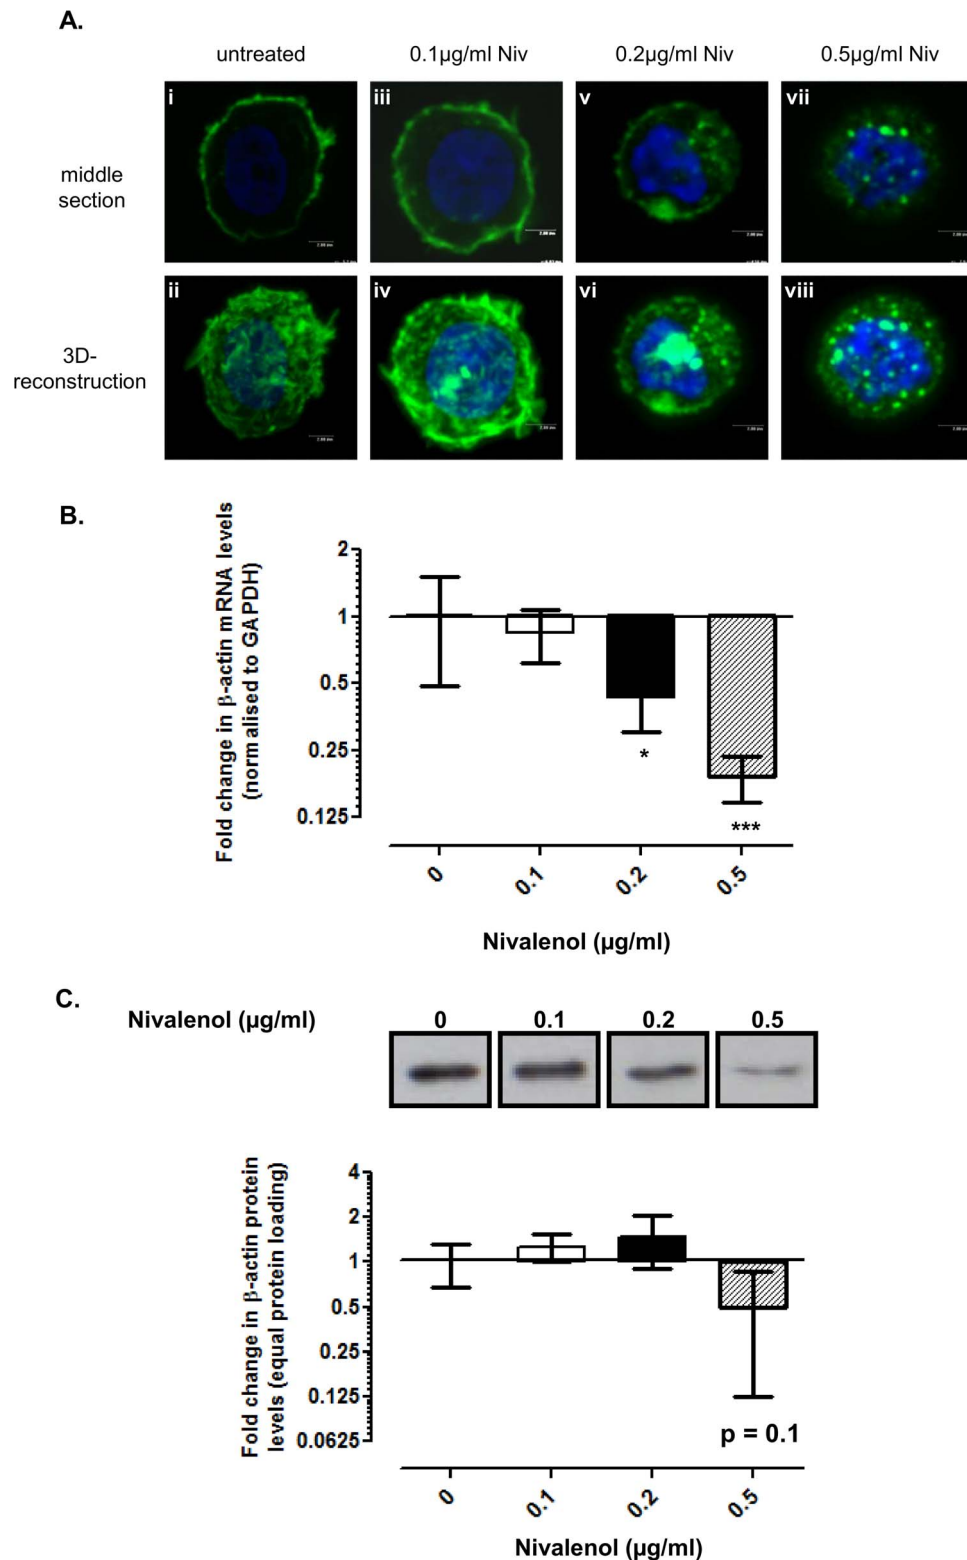 A.
untreated 0.1µg/ml Niv 0.2µg/ml Niv 0.5µg/ml Niv
i iii v vii
middle
section
ii iv vi viii
3D-
reconstruction
B.
Fold change in β-actin mRNA levels
(normalised to GAPDH)
2
1
0.5
0.25
0.125
*
***
0 0.1 0.2 0.5
Nivalenol (µg/ml)
C.
Nivalenol (µg/ml) 0 0.1 0.2 0.5
Fold change in β-actin protein
levels (equal protein loading)
4
2
1
0.5
0.25
0.125
0.0625
p = 0.1
0 0.1 0.2 0.5
Nivalenol (µg/ml)